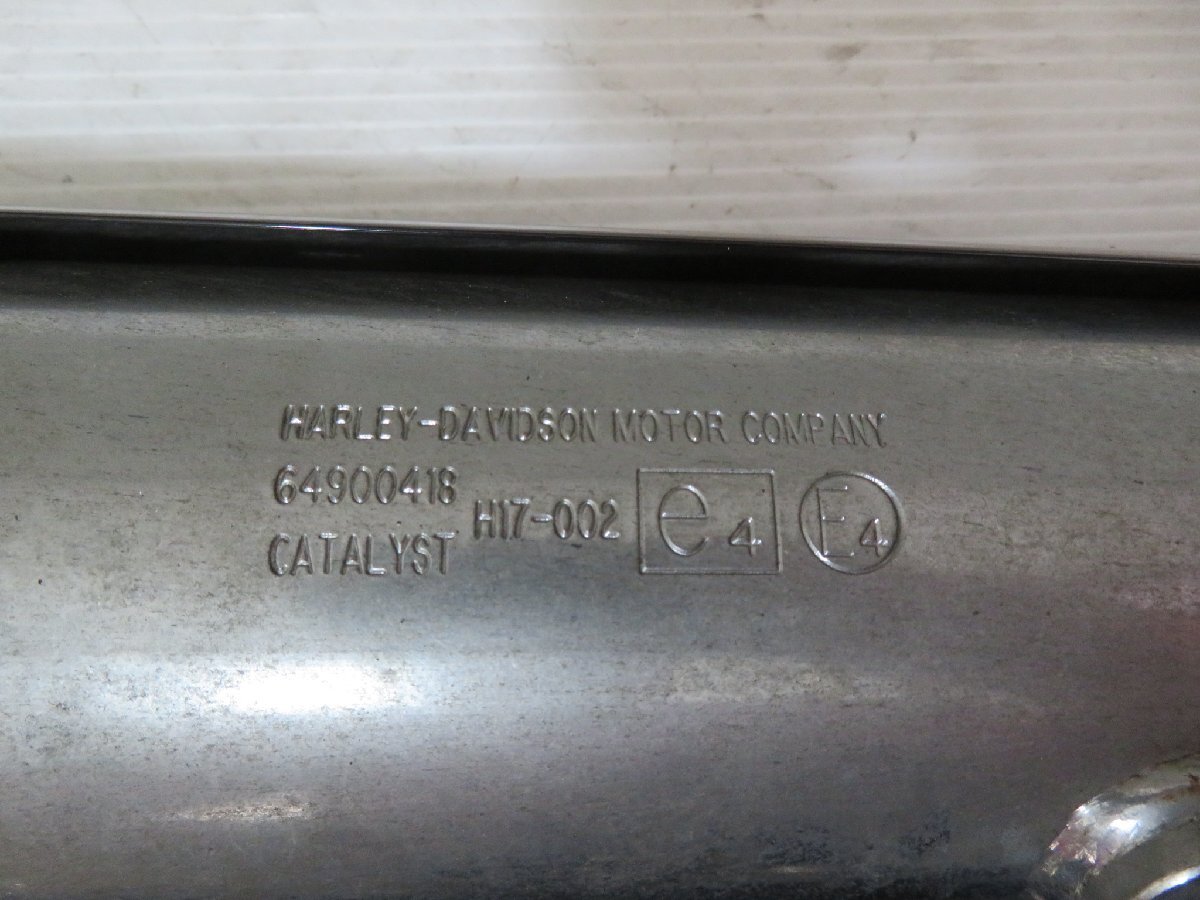 HARLEY-DAVIDSON MOTOR COMPANY
64900418
CATALYST
H17-002
e4
E4